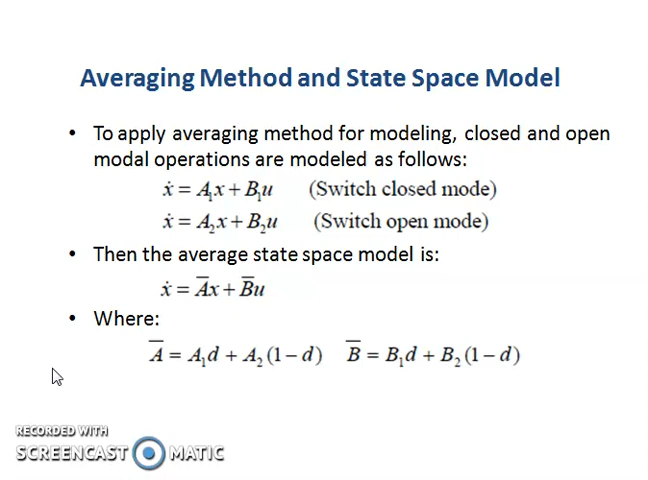 Averaging Method and State Space Model
• To apply averaging method for modeling, closed and open
modal operations are modeled as follows:
ẋ = A₁x + B₁u (Switch closed mode)
ẋ = A₂x + B₂u (Switch open mode)
• Then the average state space model is:
ẋ = A̅x + B̅u
• Where:
A̅ = A₁d + A₂(1 − d) B̅ = B₁d + B₂(1 − d)
RECORDED WITH
SCREENCAST MATIC